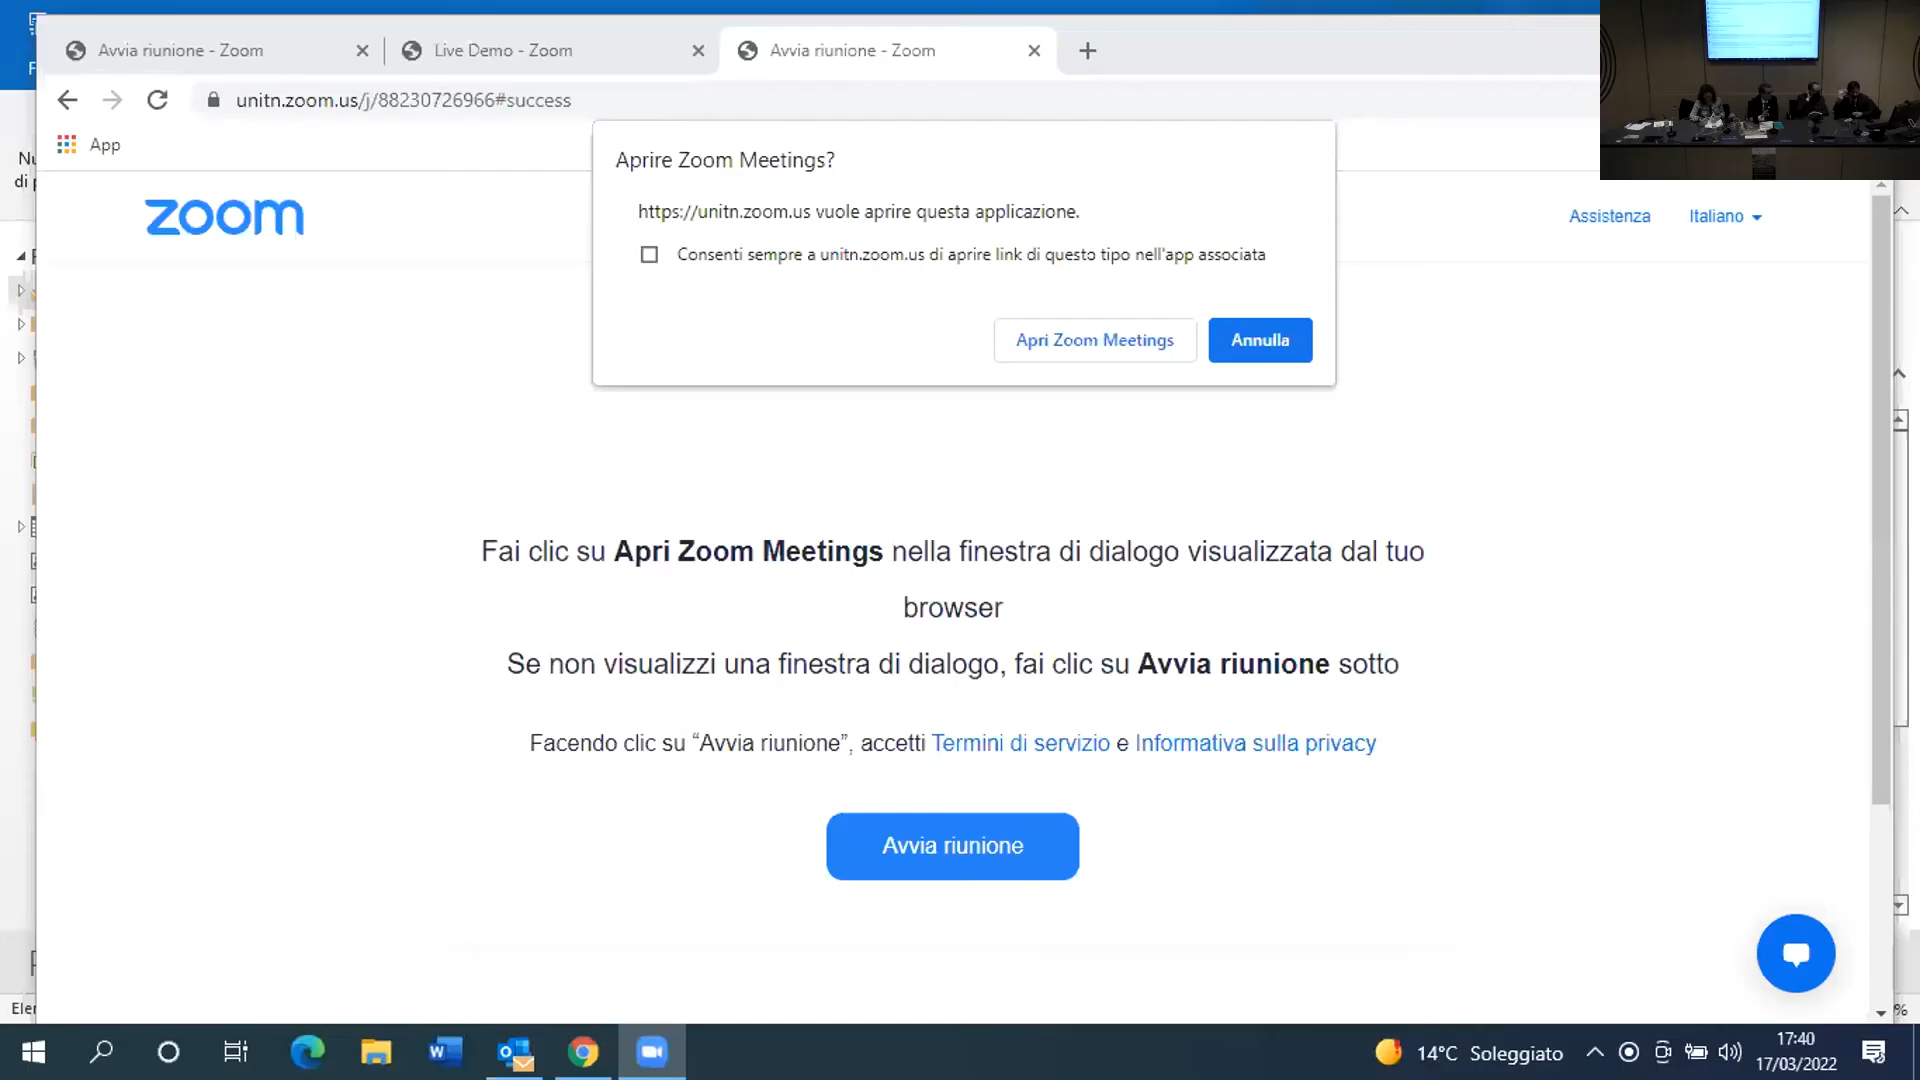 Avvia riunione - Zoom
Live Demo - Zoom
Avvia riunione - Zoom
unitn.zoom.us/j/88230726966#success
App
Nu
di p
Aprire Zoom Meetings?
https://unitn.zoom.us vuole aprire questa applicazione.
Consenti sempre a unitn.zoom.us di aprire link di questo tipo nell'app associata
Apri Zoom Meetings
Annulla
zoom
Assistenza
Italiano
Fai clic su Apri Zoom Meetings nella finestra di dialogo visualizzata dal tuo
browser
Se non visualizzi una finestra di dialogo, fai clic su Avvia riunione sotto
Facendo clic su “Avvia riunione”, accetti Termini di servizio e Informativa sulla privacy
Avvia riunione
Eler
%
14°C Soleggiato
17:40
17/03/2022